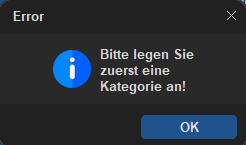 Error
Bitte legen Sie
zuerst eine
Kategorie an!
OK